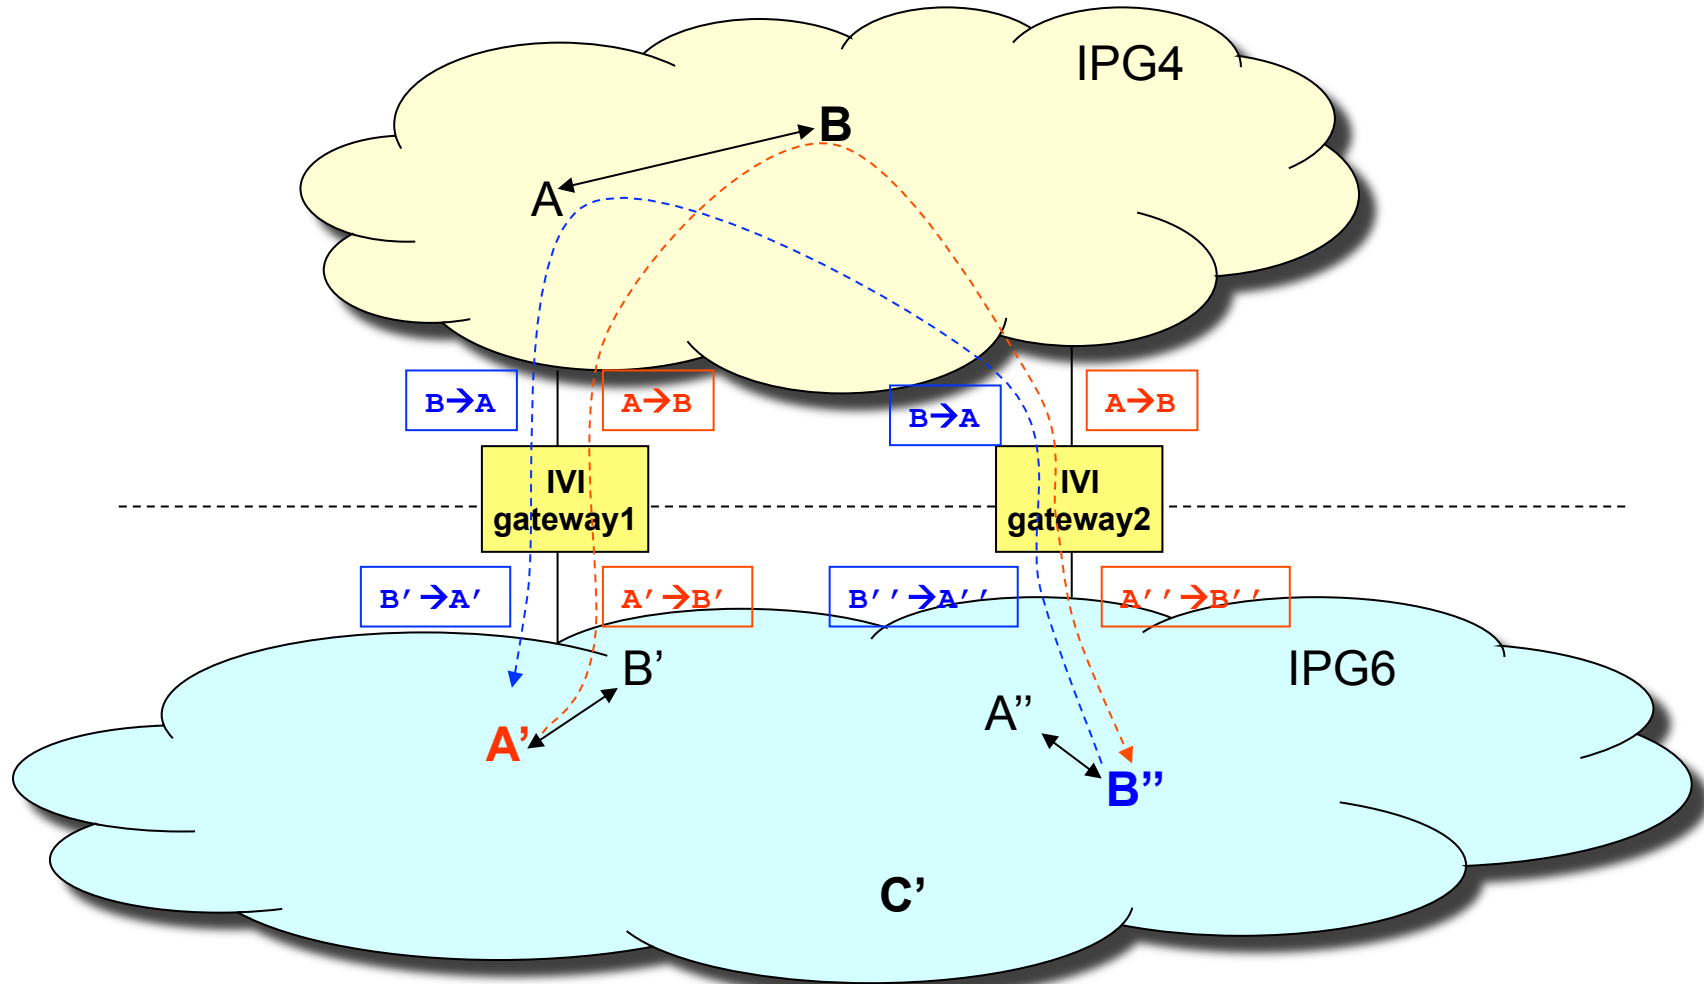 IPG4
B
A
B→A
A→B
B→A
A→B
IVI
gateway1
IVI
gateway2
B’→A’
A’→B’
B’’→A’’
A’’→B’’
B’
IPG6
A’’
A’
B’’
C’